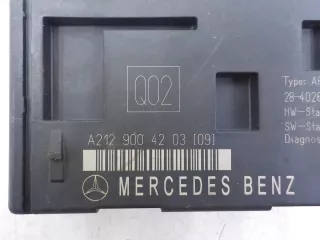 Q02
Type:
28-402
HW-Sta
SW-Sta
Diagnos
A212 900 42 03 [09]
MERCEDES BENZ